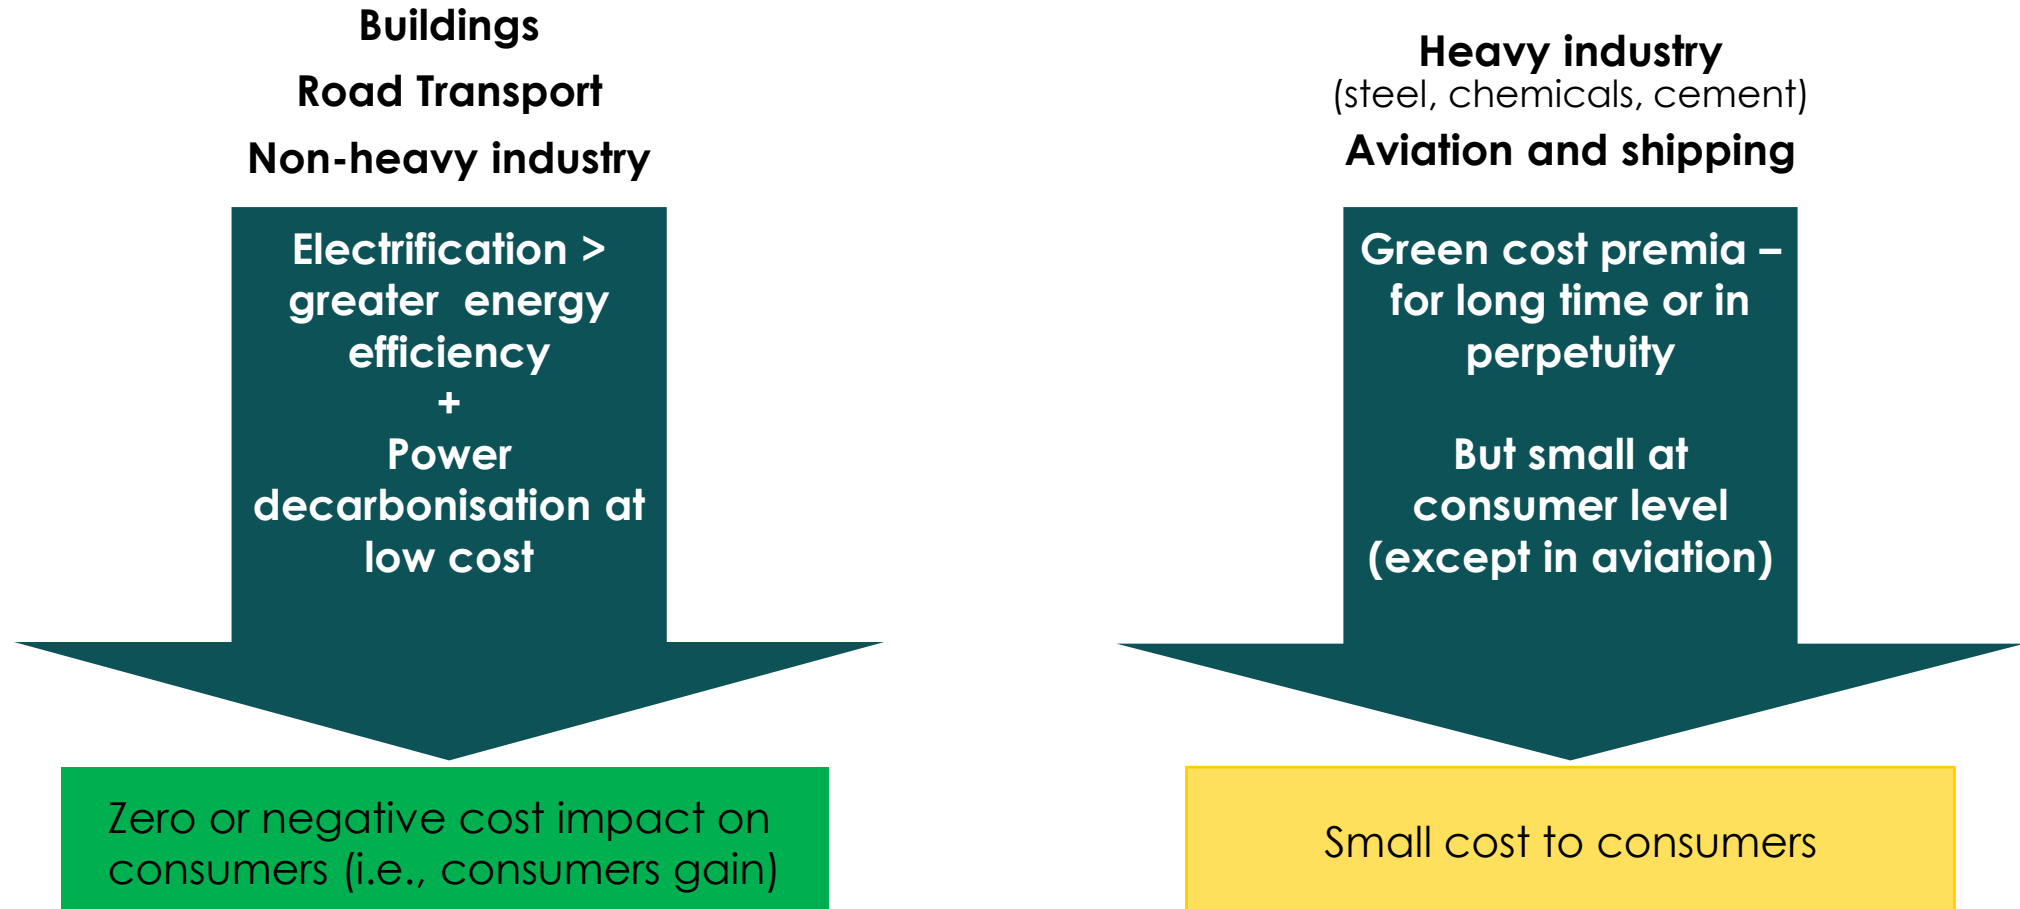 Buildings
Road Transport
Non-heavy industry
Electrification >
greater energy
efficiency
+
Power
decarbonisation at
low cost
Zero or negative cost impact on
consumers (i.e., consumers gain)
Heavy industry
(steel, chemicals, cement)
Aviation and shipping
Green cost premia –
for long time or in
perpetuity
But small at
consumer level
(except in aviation)
Small cost to consumers